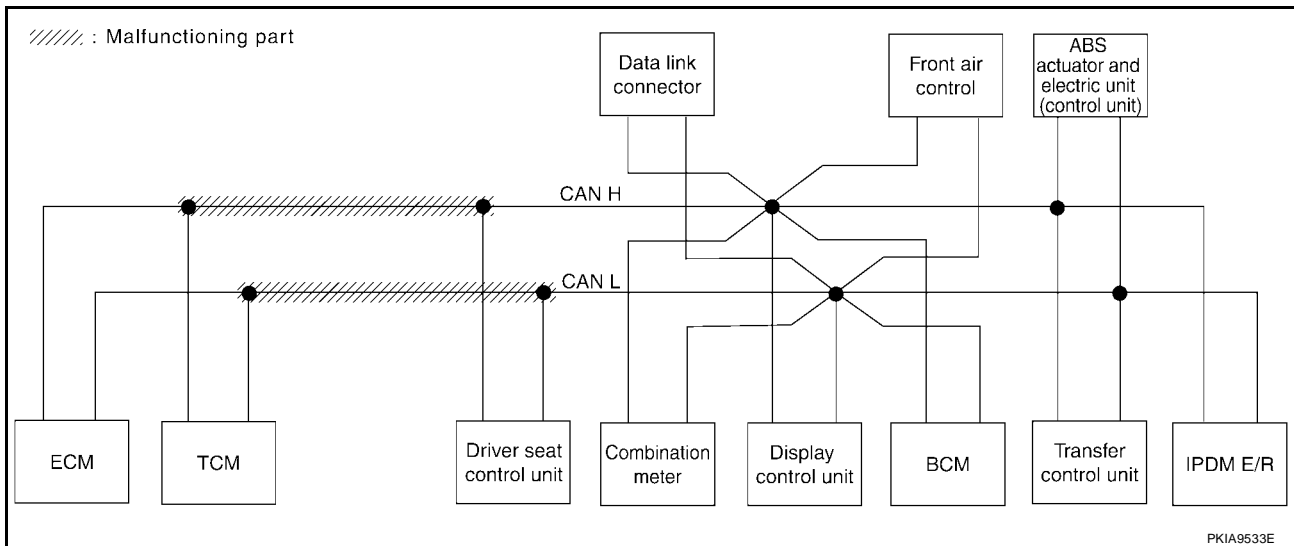 : Malfunctioning part
Data link
connector
Front air
control
ABS
actuator and
electric unit
(control unit)
CAN H
CAN L
ECM
TCM
Driver seat
control unit
Combination
meter
Display
control unit
BCM
Transfer
control unit
IPDM E/R
PKIA9533E